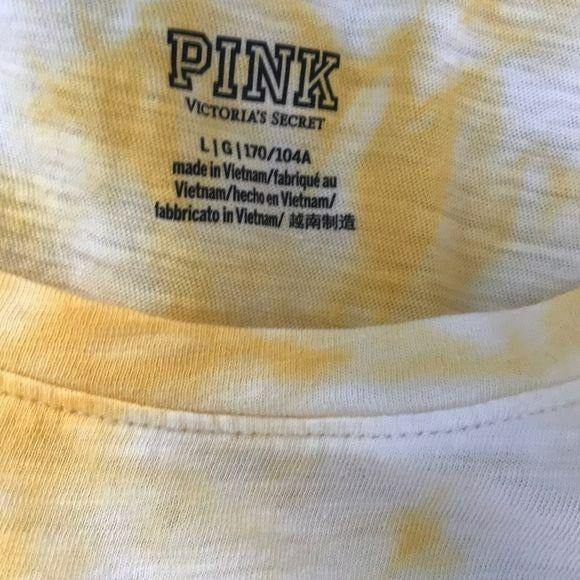 PINK
VICTORIA'S SECRET
L|G|170/104A
made in Vietnam/fabriqué au
Vietnam/hecho en Vietnam/
fabbricato in Vietnam/ 越南制造